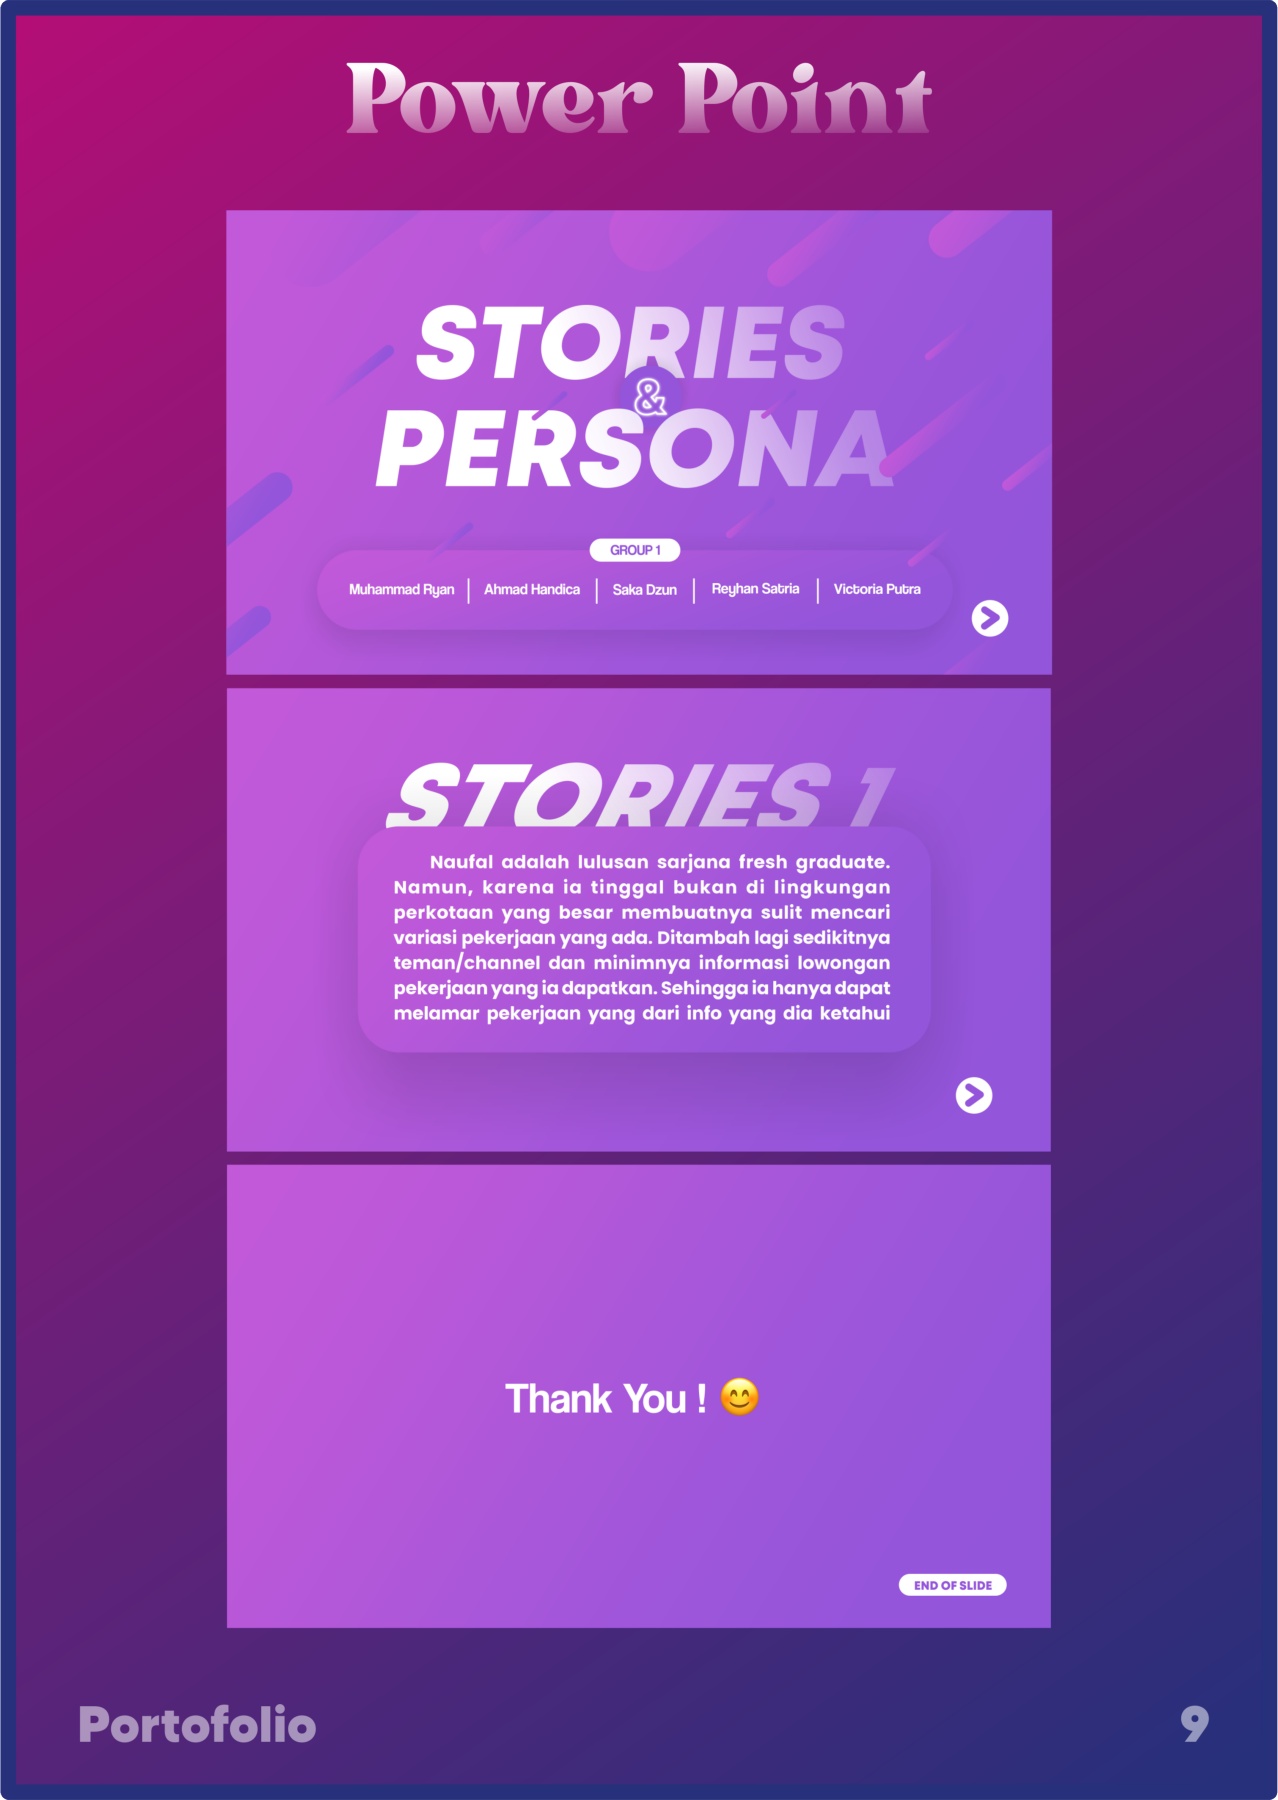 Power Point
STORIES
&
PERSONA
GROUP 1
Muhammad Ryan | Ahmad Handica | Saka Dzun | Reyhan Satria | Victoria Putra
STORIES 1
Naufal adalah lulusan sarjana fresh graduate.
Namun, karena ia tinggal bukan di lingkungan
perkotaan yang besar membuatnya sulit mencari
variasi pekerjaan yang ada. Ditambah lagi sedikitnya
teman/channel dan minimnya informasi lowongan
pekerjaan yang ia dapatkan. Sehingga ia hanya dapat
melamar pekerjaan yang dari info yang dia ketahui
Thank You ! 😊
END OF SLIDE
Portofolio
9